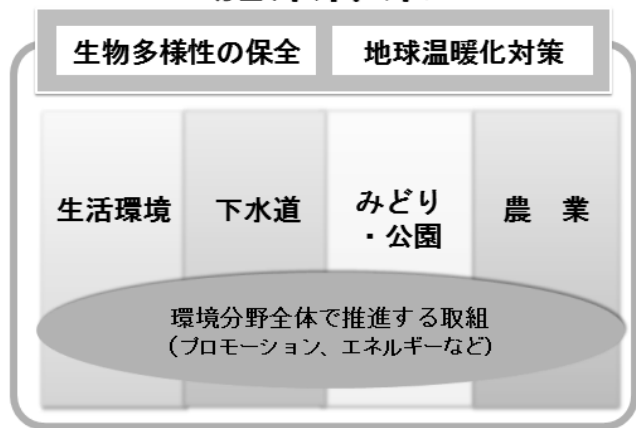 生物多様性の保全
地球温暖化対策
生活環境
下水道
みどり
・公園
農　業
環境分野全体で推進する取組
(プロモーション、エネルギーなど)